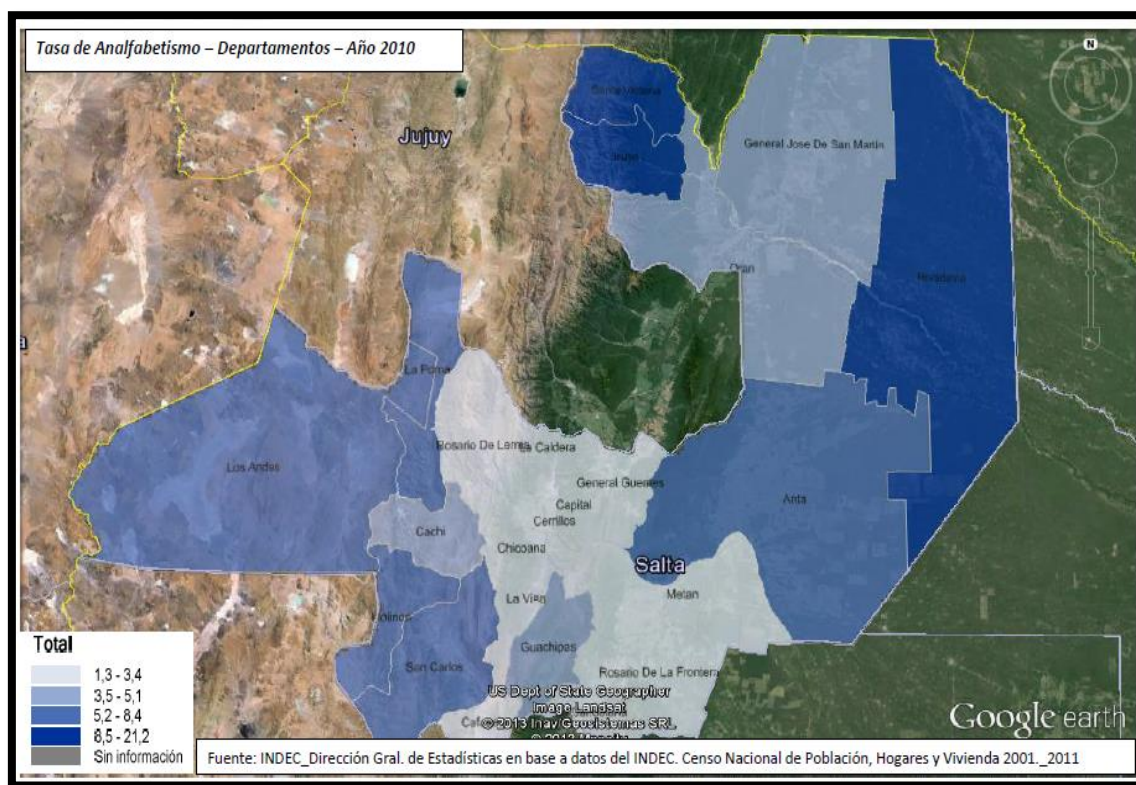 Tasa de Analfabetismo – Departamentos – Año 2010
N
Santa Victoria
Jujuy
Iruya
General Jose De San Martin
Oran
Rivadavia
La Poma
Rosario De Lerma
La Caldera
Los Andes
General Guemes
Anta
Capital
Cachi
Cerrillos
Chicoana
Salta
Metan
La Viña
Molinos
Guachipas
San Carlos
Rosario De La Frontera
US Dept of State Geographer
Image Landsat
© 2013 Inav/Geosistemas SRL
Google earth
Total
1,3 - 3,4
3,5 - 5,1
5,2 - 8,4
8,5 - 21,2
Sin información
Fuente: INDEC_Dirección Gral. de Estadísticas en base a datos del INDEC. Censo Nacional de Población, Hogares y Vivienda 2001._2011